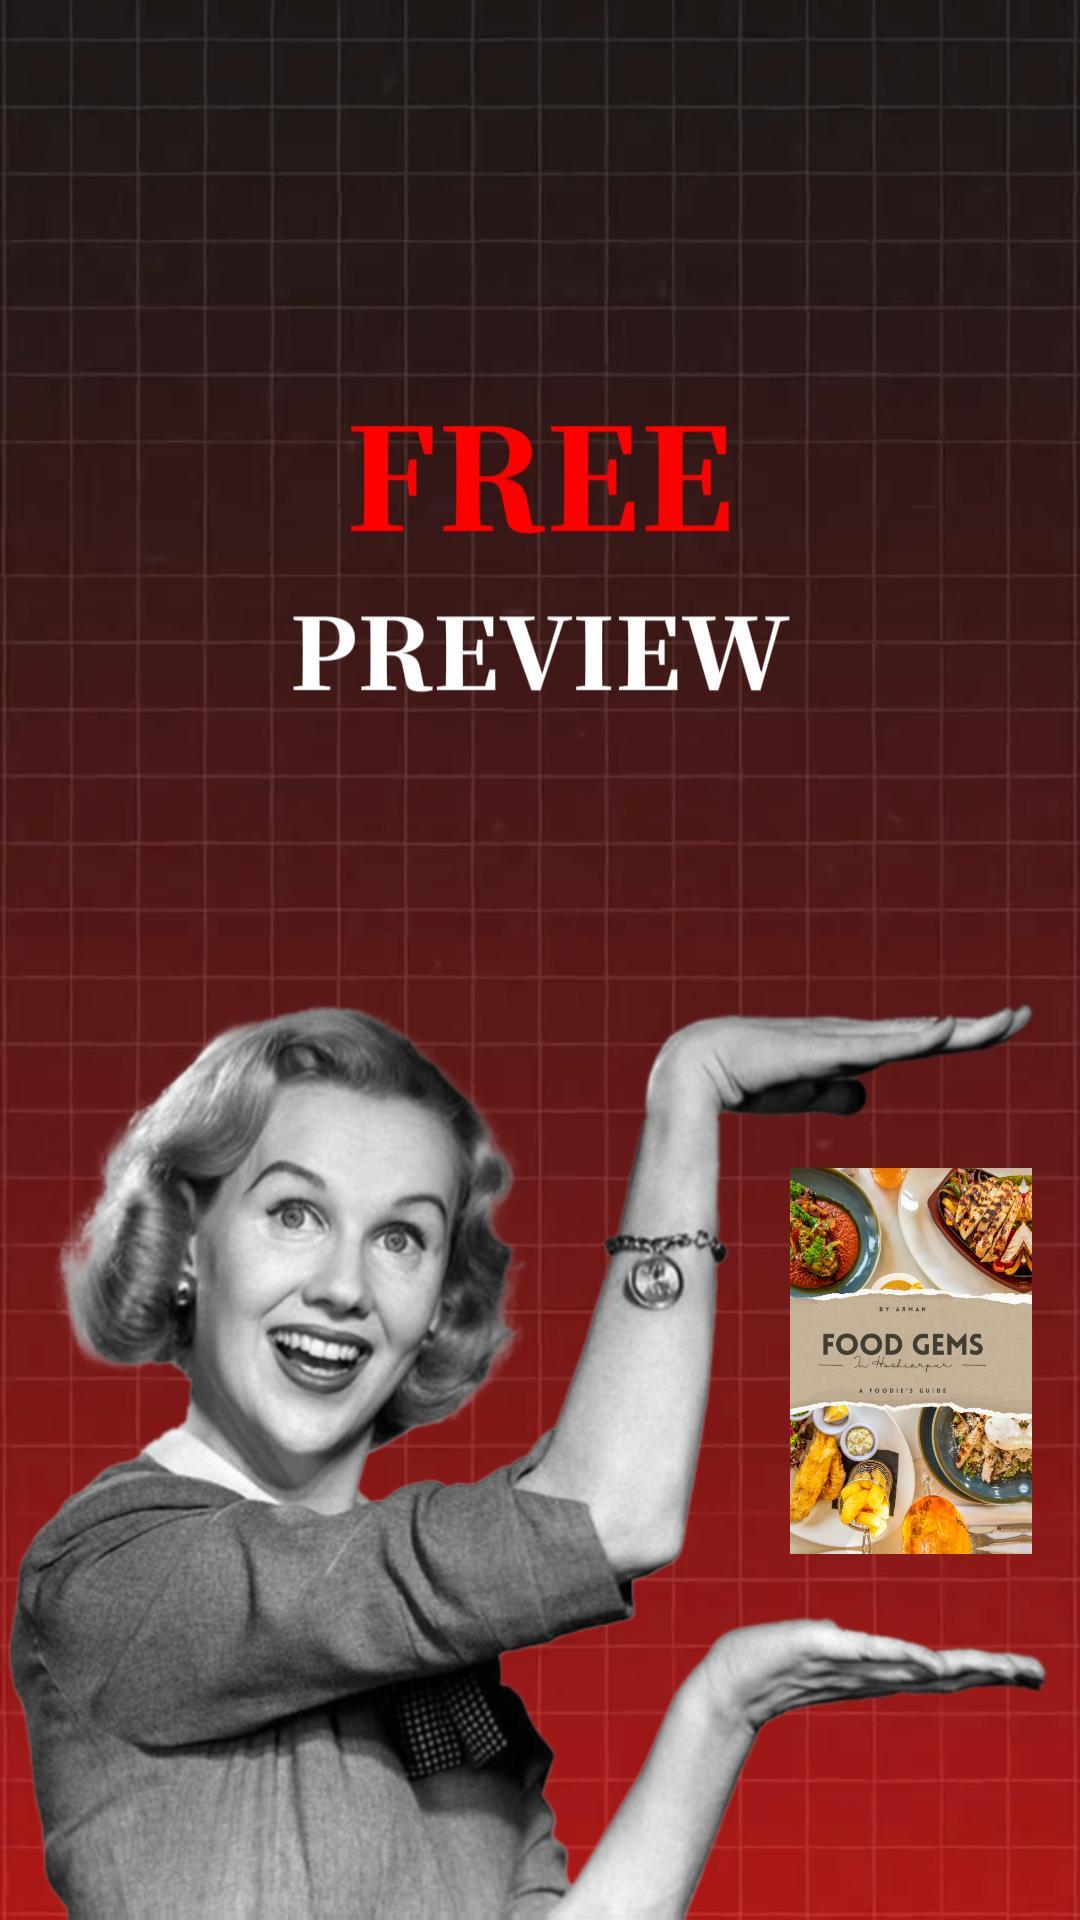 FREE
PREVIEW
BY ARMAN
FOOD GEMS
In Hoshiarpur
A FOODIE'S GUIDE